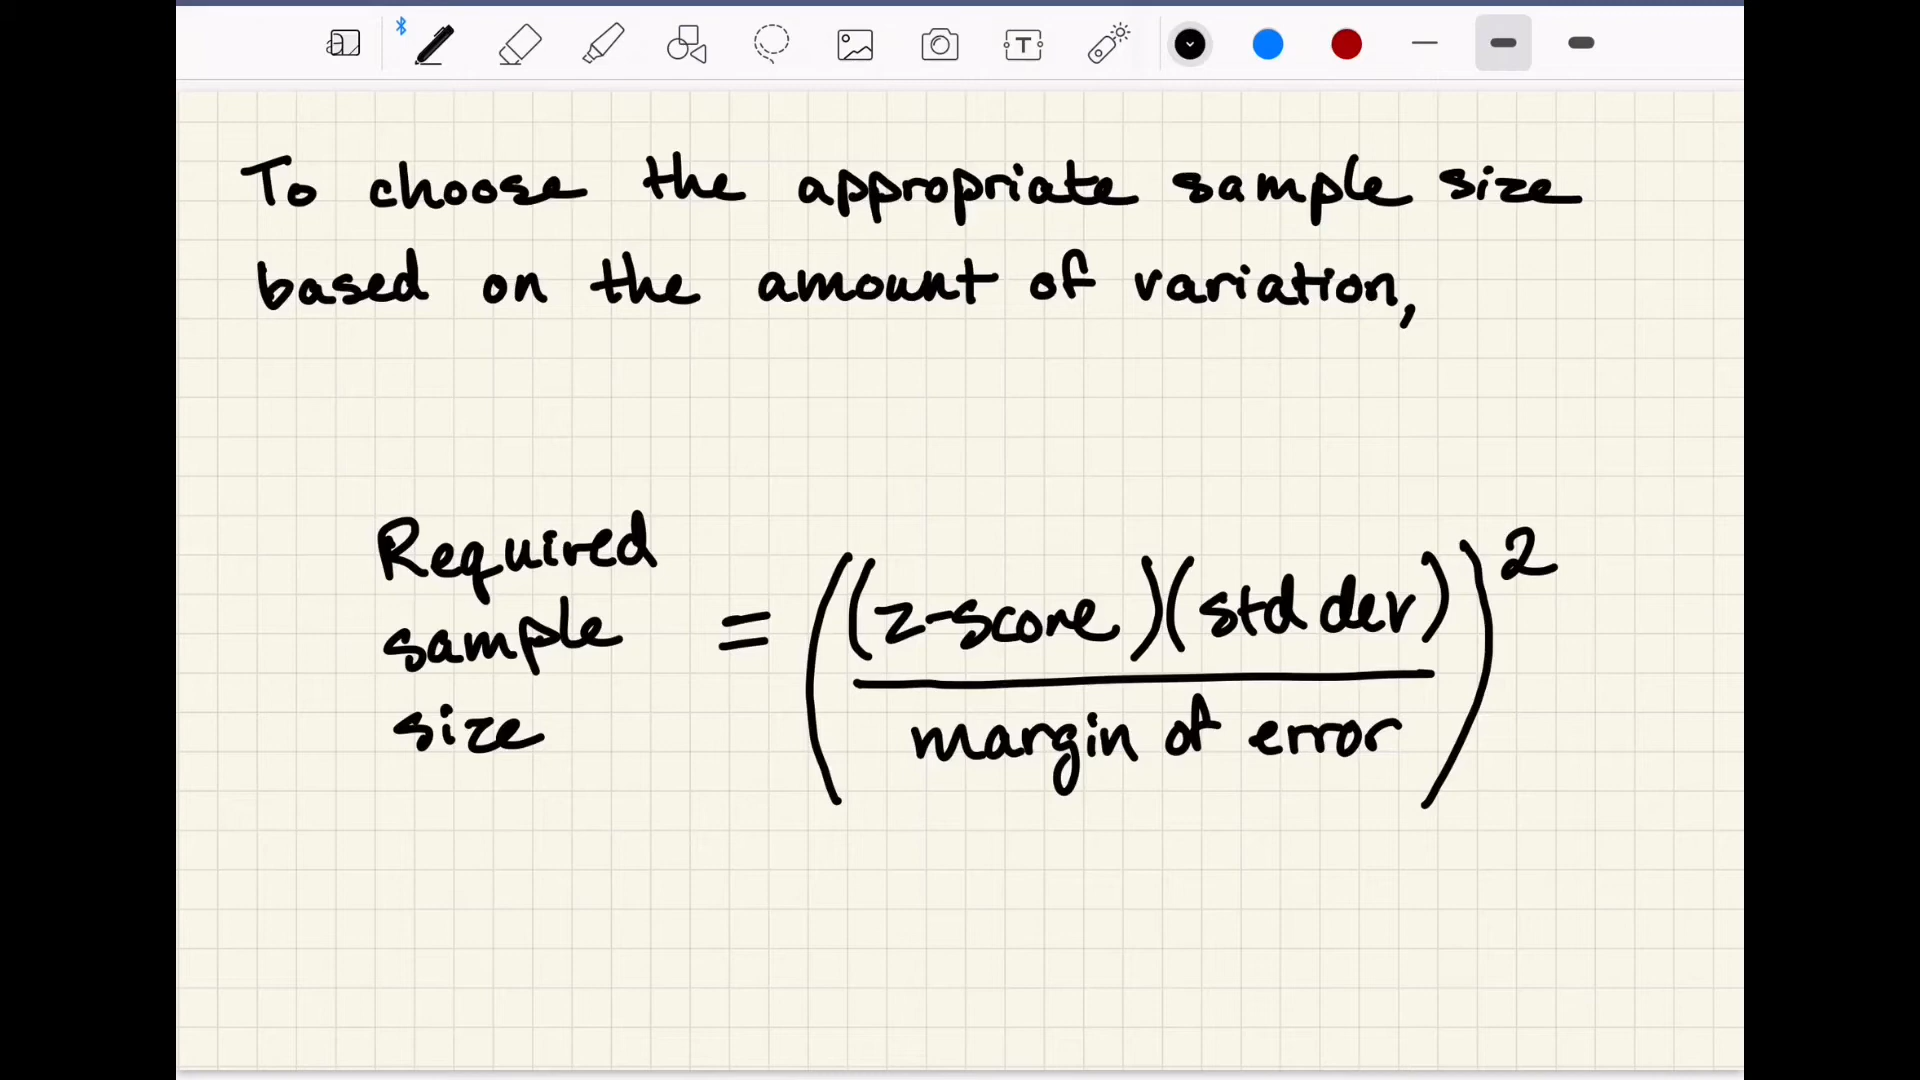 To choose the appropriate sample size
based on the amount of variation,
Required
sample
size
= ((z-score)(std dev) / margin of error)²